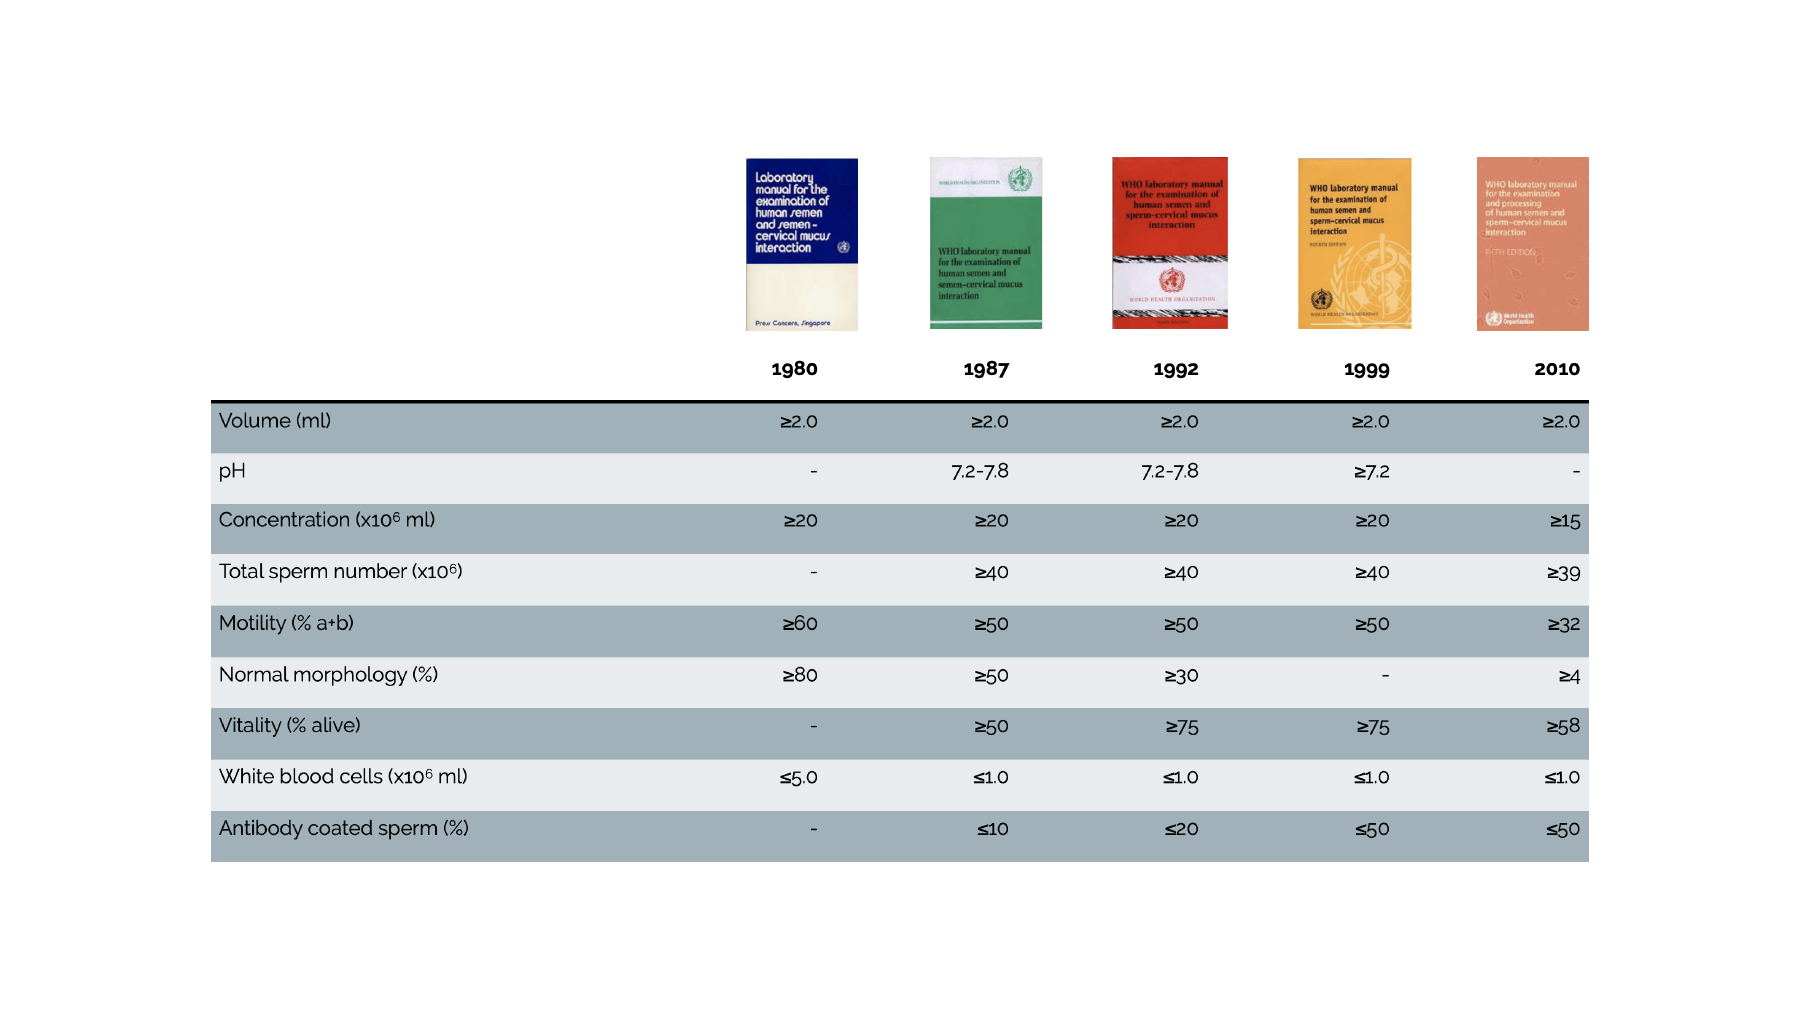 Laboratory
manual for the
examination of
human semen
and semen-
cervical mucus
interaction
Press Concern, Singapore
WORLD HEALTH ORGANIZATION
WHO laboratory manual
for the examination of
human semen and
semen–cervical mucus
interaction
WHO laboratory manual
for the examination of
human semen and
sperm–cervical mucus
interaction
WORLD HEALTH ORGANIZATION
WHO laboratory manual
for the examination of
human semen and
sperm–cervical mucus
interaction
FOURTH EDITION
WORLD HEALTH ORGANIZATION
WHO laboratory manual
for the examination
and processing
of human semen and
sperm–cervical mucus
interaction
FIFTH EDITION
World Health
Organization
1980 1987 1992 1999 2010
Volume (ml) ≥2.0 ≥2.0 ≥2.0 ≥2.0 ≥2.0
pH - 7.2-7.8 7.2-7.8 ≥7.2 -
Concentration (x10⁶ ml) ≥20 ≥20 ≥20 ≥20 ≥15
Total sperm number (x10⁶) - ≥40 ≥40 ≥40 ≥39
Motility (% a+b) ≥60 ≥50 ≥50 ≥50 ≥32
Normal morphology (%) ≥80 ≥50 ≥30 - ≥4
Vitality (% alive) - ≥50 ≥75 ≥75 ≥58
White blood cells (x10⁶ ml) ≤5.0 ≤1.0 ≤1.0 ≤1.0 ≤1.0
Antibody coated sperm (%) - ≤10 ≤20 ≤50 ≤50